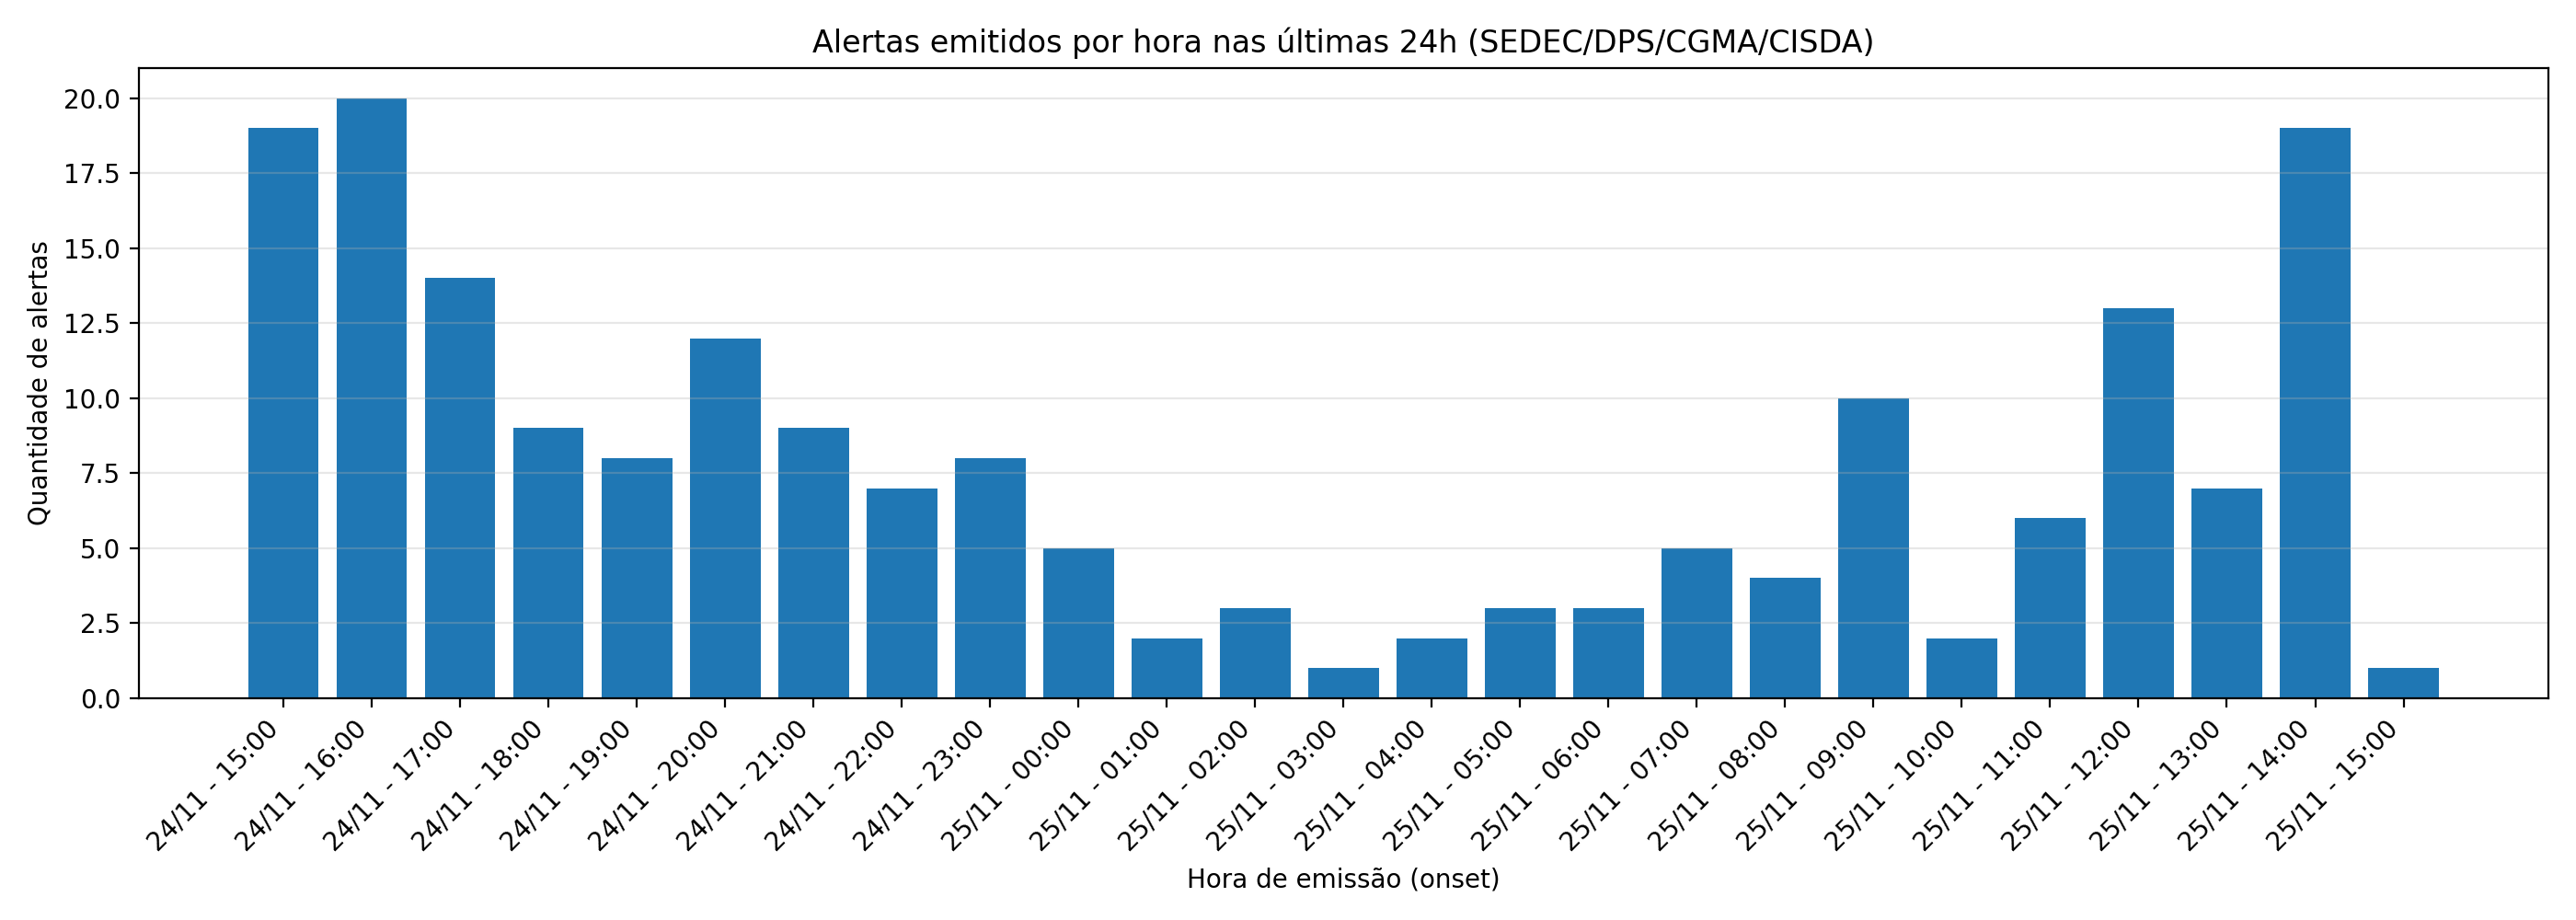 Alertas emitidos por hora nas últimas 24h (SEDEC/DPS/CGMA/CISDA)
Quantidade de alertas
20.0
17.5
15.0
12.5
10.0
7.5
5.0
2.5
0.0
24/11 - 15:00
24/11 - 16:00
24/11 - 17:00
24/11 - 18:00
24/11 - 19:00
24/11 - 20:00
24/11 - 21:00
24/11 - 22:00
24/11 - 23:00
25/11 - 00:00
25/11 - 01:00
25/11 - 02:00
25/11 - 03:00
25/11 - 04:00
25/11 - 05:00
25/11 - 06:00
25/11 - 07:00
25/11 - 08:00
25/11 - 09:00
25/11 - 10:00
25/11 - 11:00
25/11 - 12:00
25/11 - 13:00
25/11 - 14:00
25/11 - 15:00
Hora de emissão (onset)